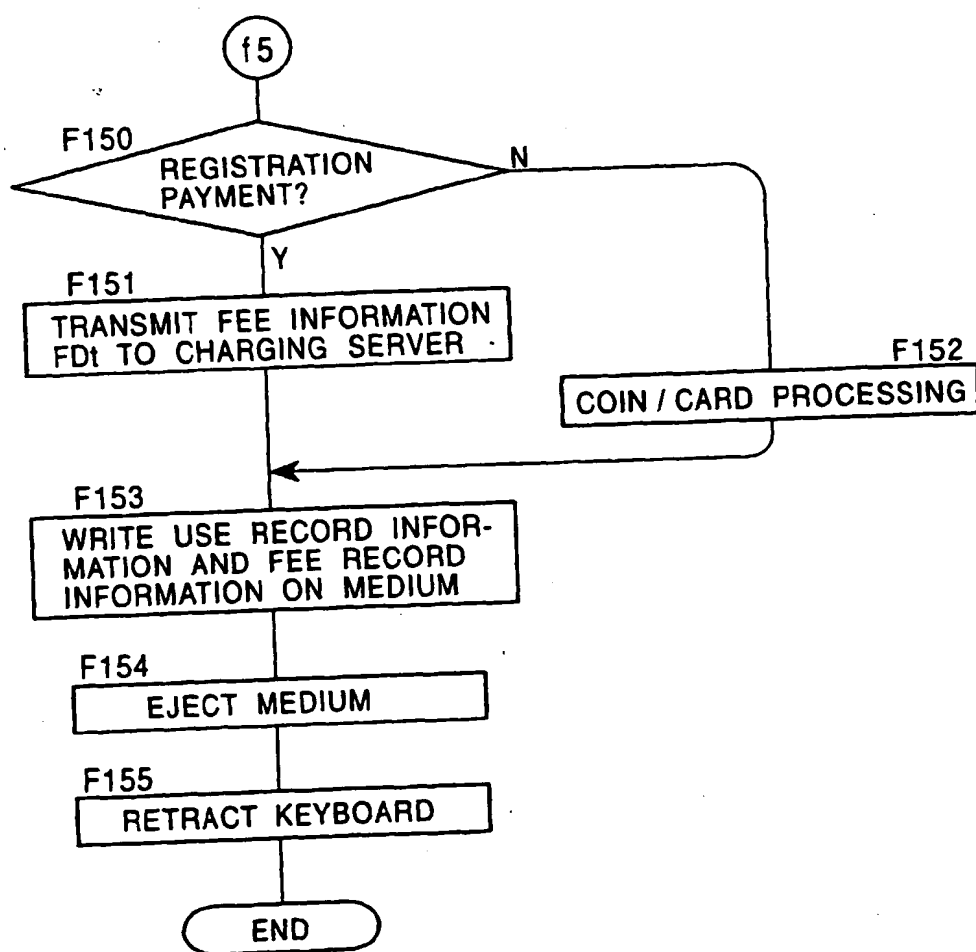 f5
F150
REGISTRATION
PAYMENT?
N
Y
F151
TRANSMIT FEE INFORMATION
FDt TO CHARGING SERVER
F152
COIN / CARD PROCESSING
F153
WRITE USE RECORD INFOR-
MATION AND FEE RECORD
INFORMATION ON MEDIUM
F154
EJECT MEDIUM
F155
RETRACT KEYBOARD
END